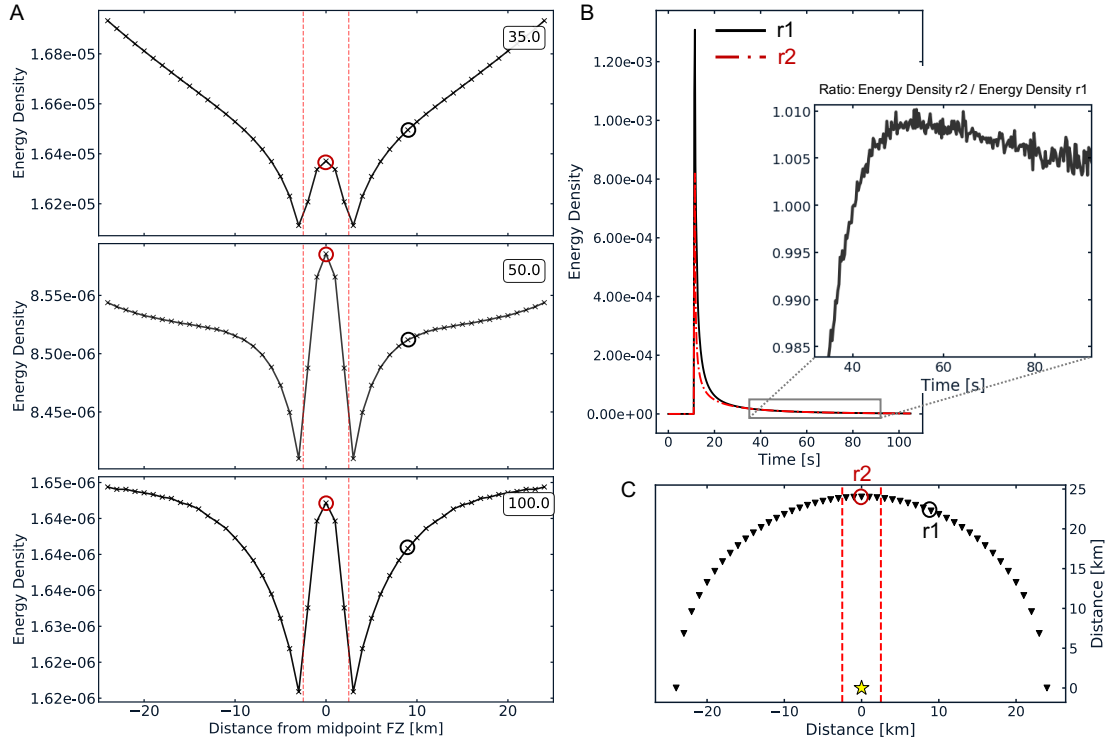 A
Energy Density
1.68e-05
1.66e-05
1.64e-05
1.62e-05
35.0
Energy Density
8.55e-06
8.50e-06
8.45e-06
50.0
Energy Density
1.65e-06
1.64e-06
1.64e-06
1.64e-06
1.63e-06
1.62e-06
1.62e-06
100.0
−20 −10 0 10 20
Distance from midpoint FZ [km]
B
r1
r2
Energy Density
1.20e-03
1.00e-03
8.00e-04
6.00e-04
4.00e-04
2.00e-04
0.00e+00
0 20 40 60 80 100
Time [s]
Ratio: Energy Density r2 / Energy Density r1
1.010
1.005
1.000
0.995
0.990
0.985
40 60 80
Time [s]
C
r2
r1
25
20
15
10
5
0
Distance [km]
−20 −10 0 10 20
Distance [km]